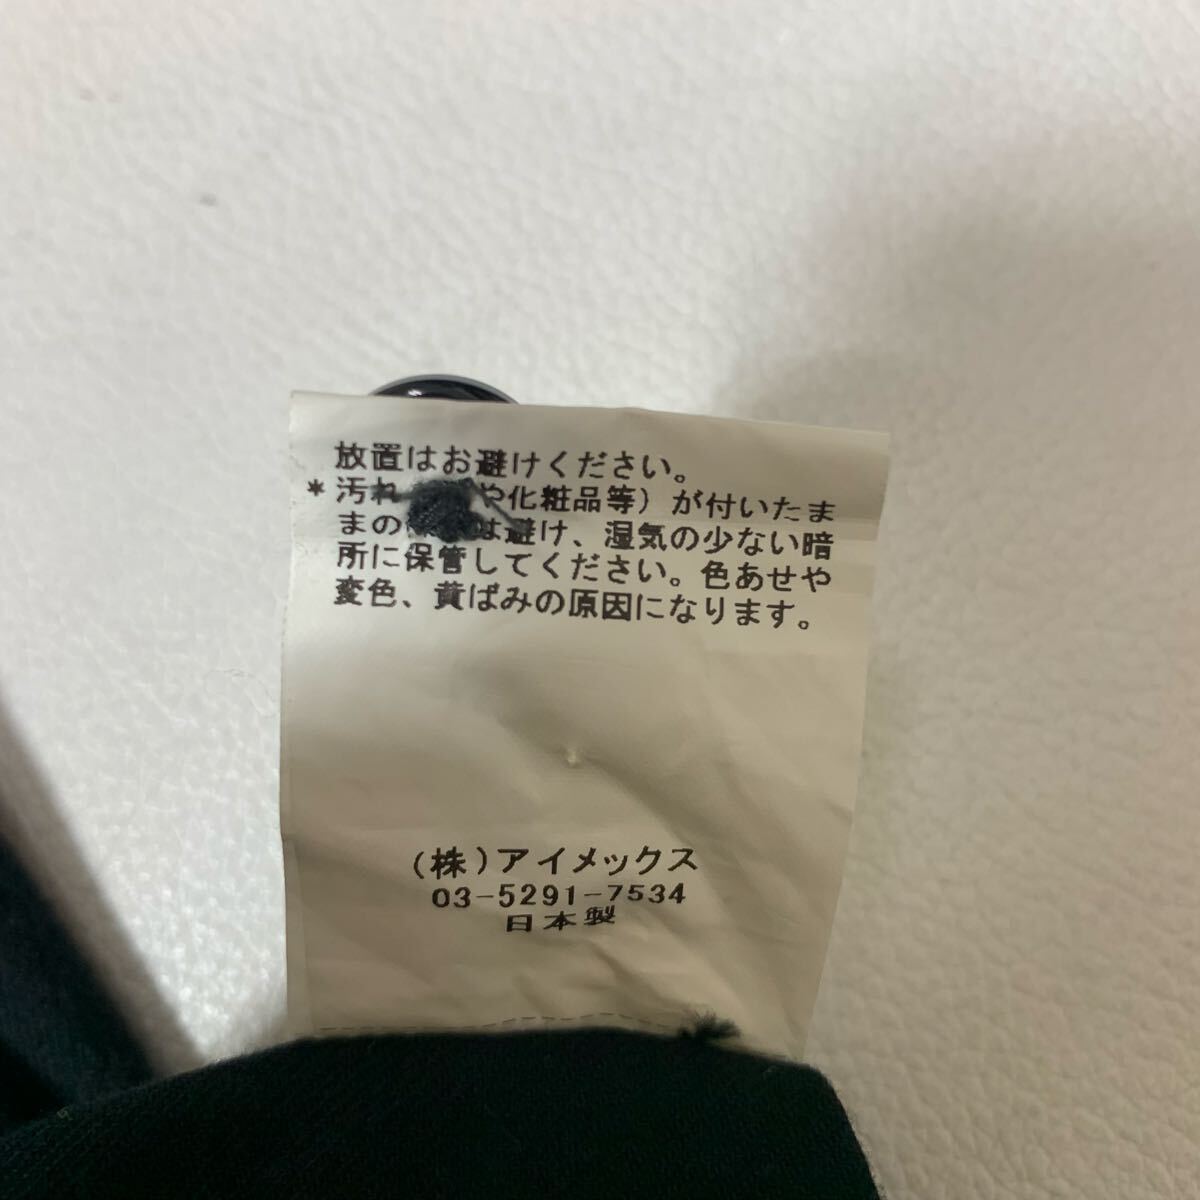 放置はお避けください。
*汚れ や化粧品等）が付いたま
まの は避け、湿気の少ない暗
所に保管してください。色あせや
変色、黄ばみの原因になります。
(株)アイメックス
03-5291-7534
日本製